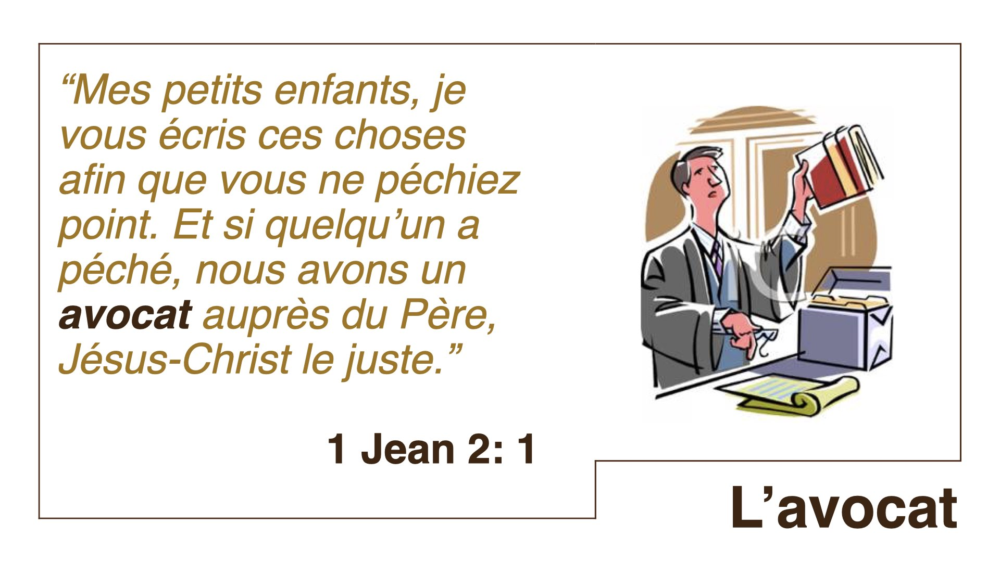 “Mes petits enfants, je
vous écris ces choses
afin que vous ne péchiez
point. Et si quelqu’un a
péché, nous avons un
avocat auprès du Père,
Jésus-Christ le juste.”
1 Jean 2: 1
L’avocat